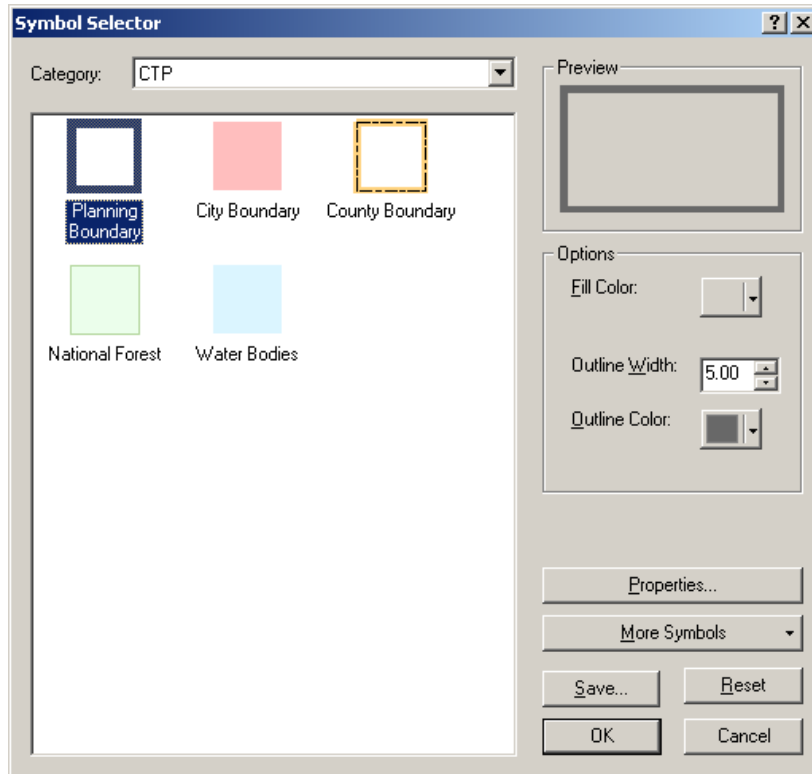 Symbol Selector
Category:
CTP
Planning
Boundary
City Boundary
County Boundary
National Forest
Water Bodies
Preview
Options
Fill Color:
Outline Width:
5.00
Outline Color:
Properties...
More Symbols
Save...
Reset
OK
Cancel